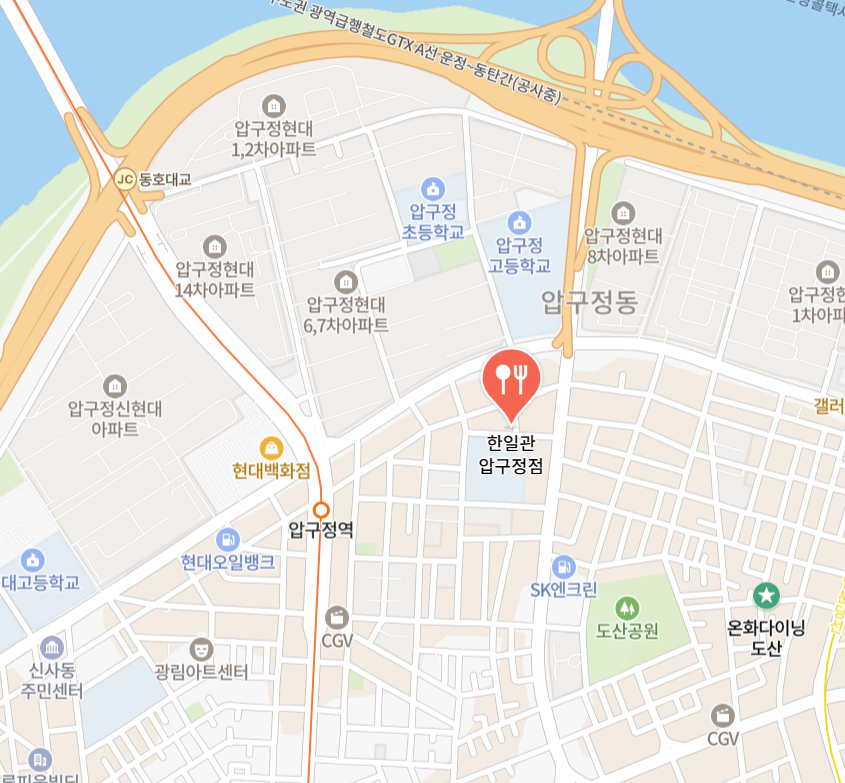 수도권 광역급행철도GTX A선 운정~동탄간(공사중)
압구정현대
1,2차아파트
JC 동호대교
압구정
초등학교
압구정
고등학교
압구정현대
8차아파트
압구정현대
14차아파트
압구정현대
6,7차아파트
압구정동
압구정현
1차아파
압구정신현대
아파트
갤러
한일관
압구정점
현대백화점
압구정역
현대오일뱅크
대고등학교
SK엔크린
도산공원
온화다이닝
도산
CGV
신사동
주민센터
광림아트센터
CGV